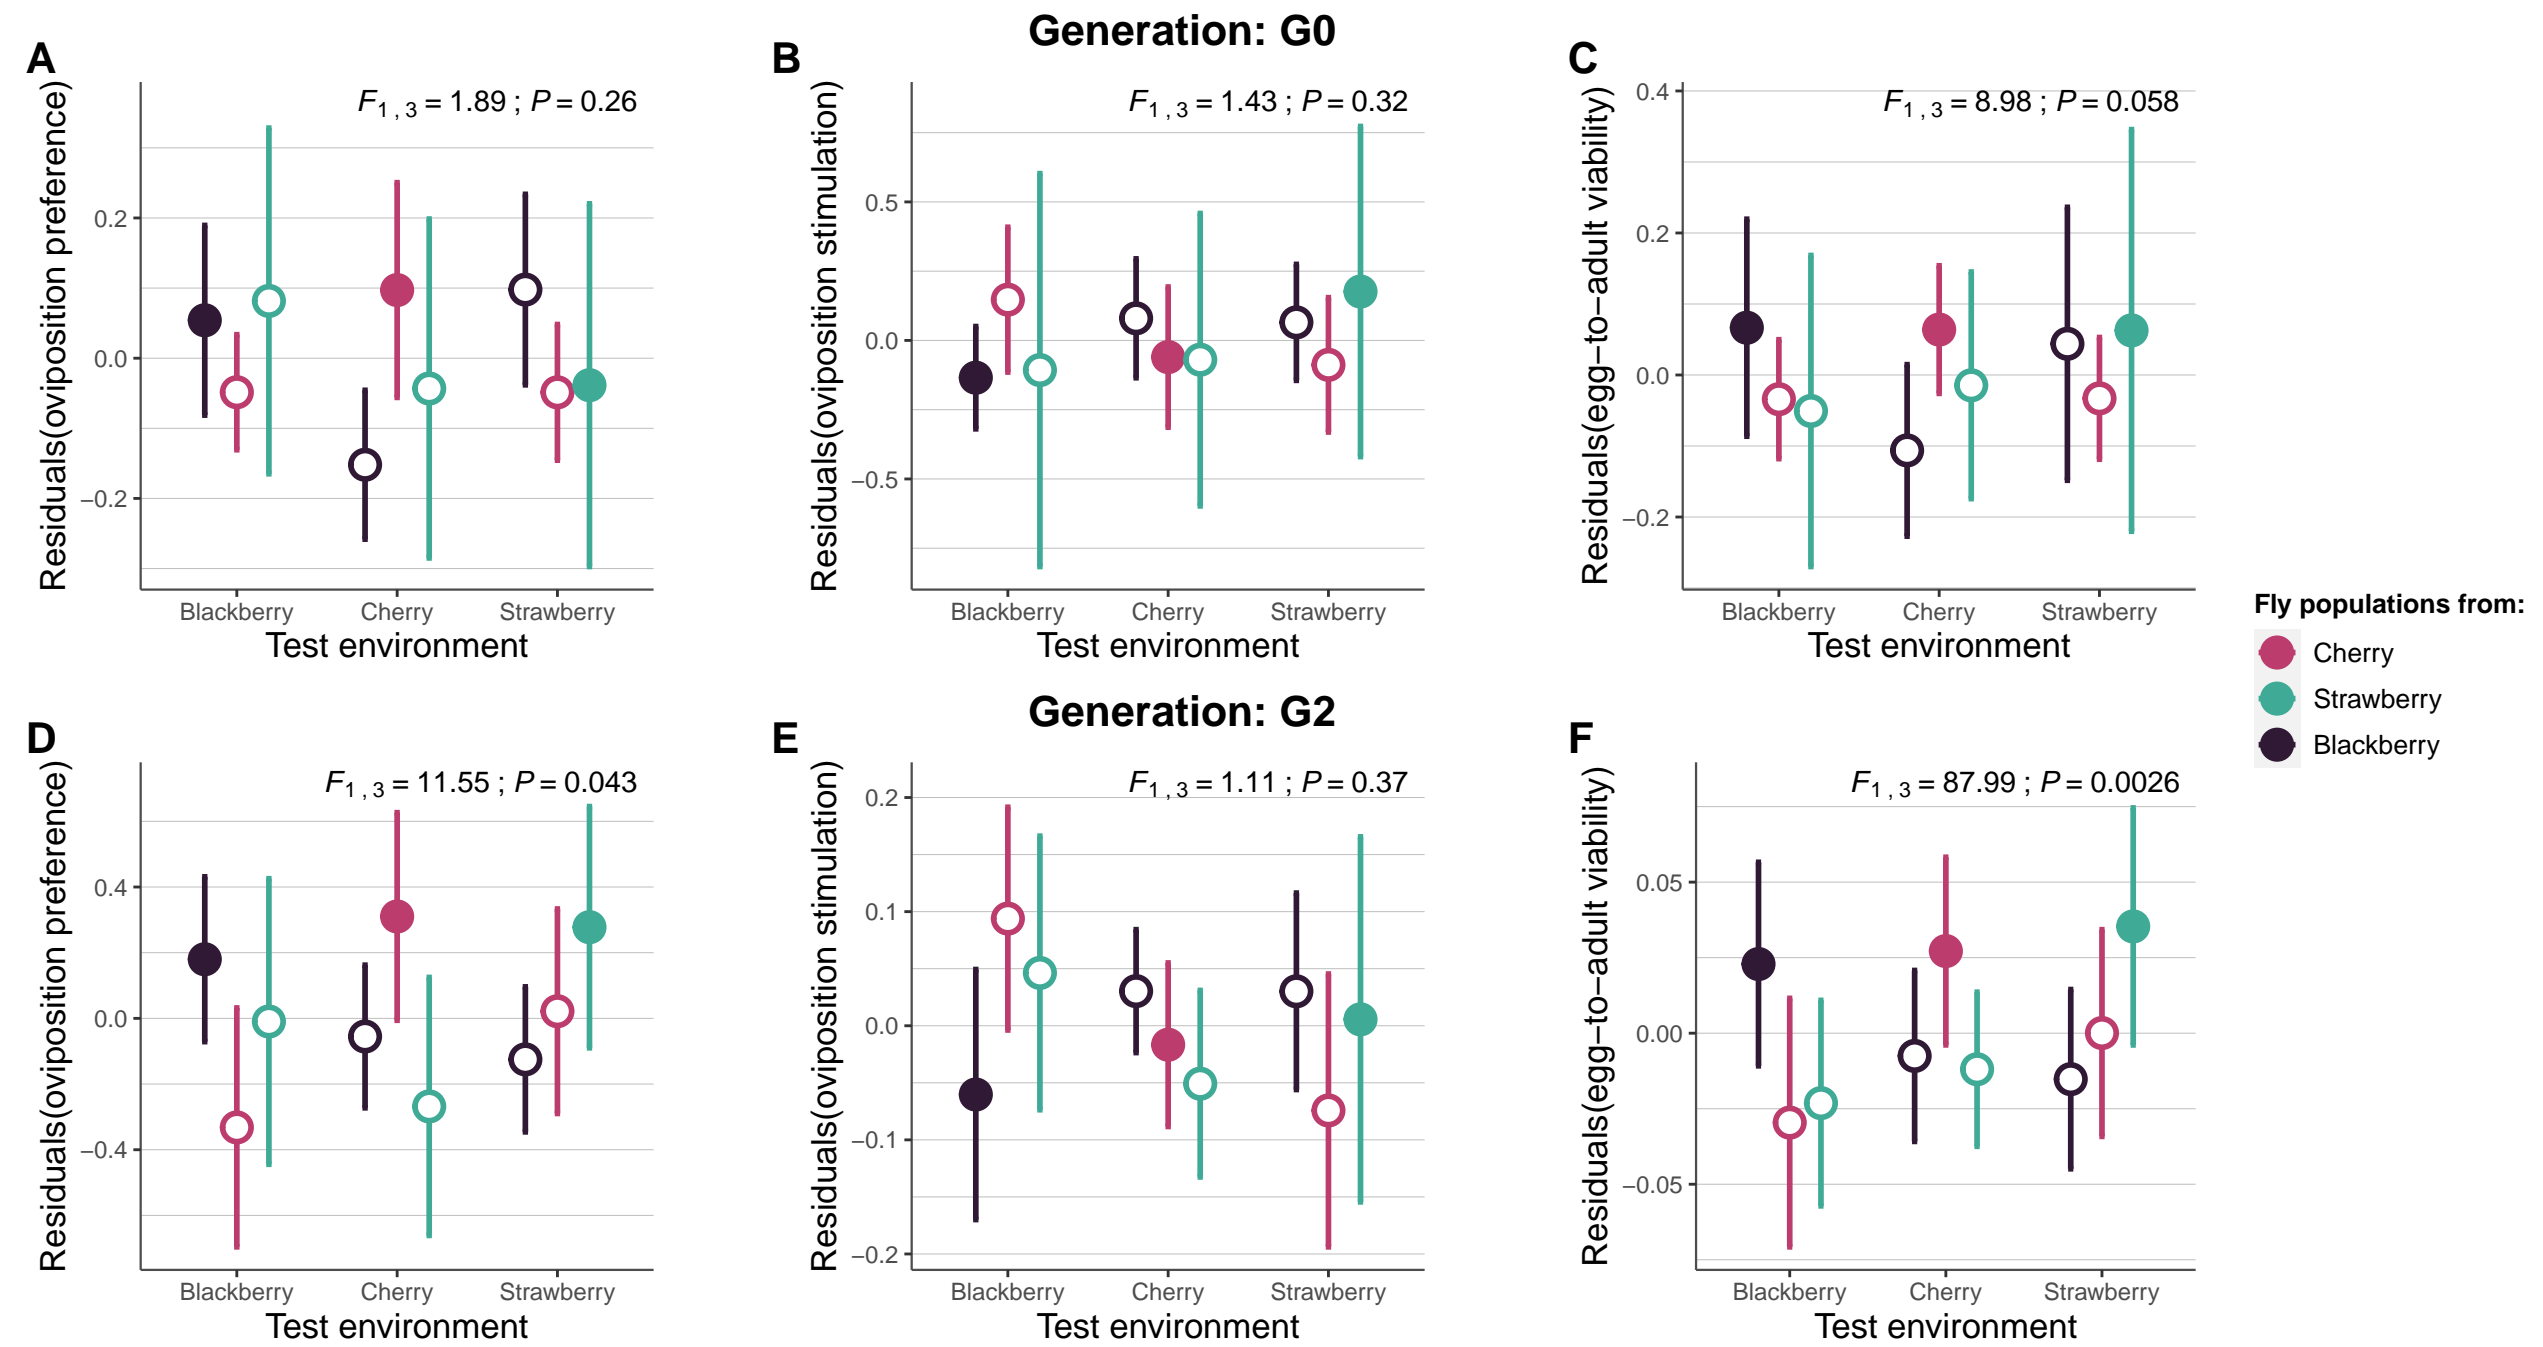 Generation: G0
A
Residuals(oviposition preference)
F1 , 3 = 1.89 ; P = 0.26
0.2
0.0
−0.2
Blackberry Cherry Strawberry
Test environment
B
Residuals(oviposition stimulation)
F1 , 3 = 1.43 ; P = 0.32
0.5
0.0
−0.5
Blackberry Cherry Strawberry
Test environment
C
Residuals(egg−to−adult viability)
F1 , 3 = 8.98 ; P = 0.058
0.4
0.2
0.0
−0.2
Blackberry Cherry Strawberry
Test environment
Fly populations from:
Cherry
Strawberry
Blackberry
Generation: G2
D
Residuals(oviposition preference)
F1 , 3 = 11.55 ; P = 0.043
0.4
0.0
−0.4
Blackberry Cherry Strawberry
Test environment
E
Residuals(oviposition stimulation)
F1 , 3 = 1.11 ; P = 0.37
0.2
0.1
0.0
−0.1
−0.2
Blackberry Cherry Strawberry
Test environment
F
Residuals(egg−to−adult viability)
F1 , 3 = 87.99 ; P = 0.0026
0.05
0.00
−0.05
Blackberry Cherry Strawberry
Test environment